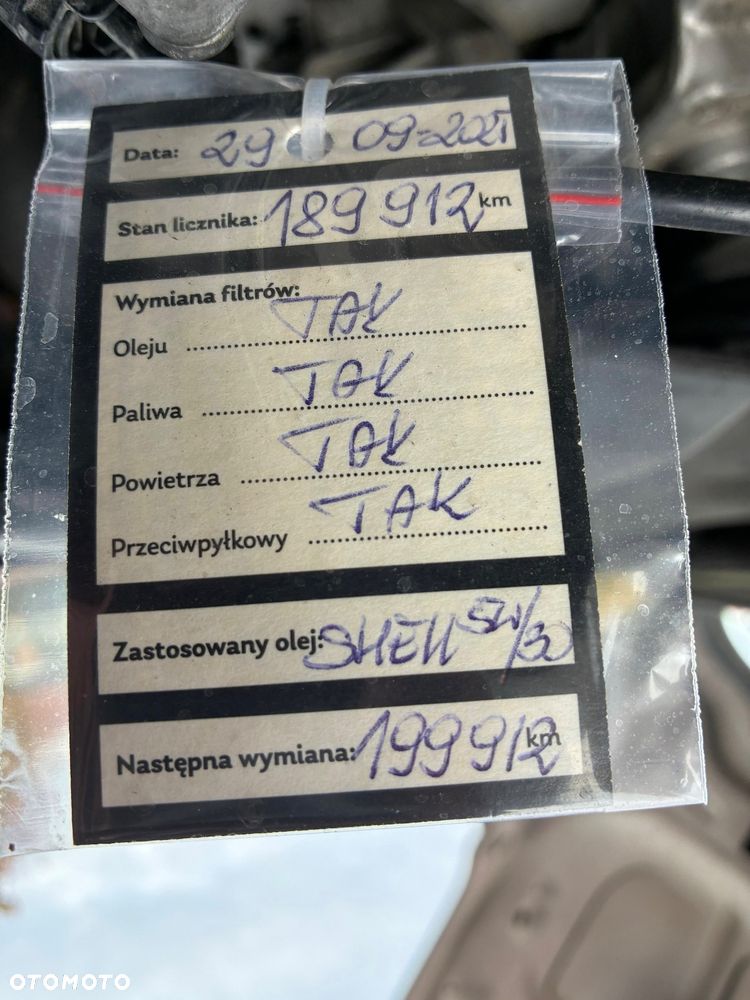 Data: 29 09-2021
Stan licznika: 189 912 km
Wymiana filtrów:
Oleju TAK
Paliwa TAK
Powietrza TAK
Przeciwpyłkowy TAK
Zastosowany olej: SHELL 5W/30
Następna wymiana: 199 912 km
OTOMOTO